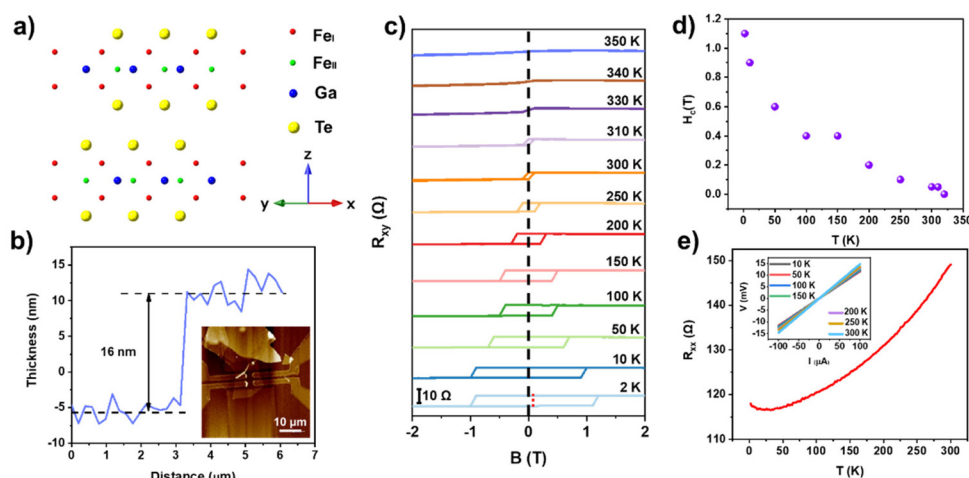 a)
Fe_I
Fe_II
Ga
Te
z
y
x
b)
Thickness (nm)
15
10
5
0
-5
-10
16 nm
10 µm
0 1 2 3 4 5 6 7
Distance (µm)
c)
R_xy (Ω)
350 K
340 K
330 K
310 K
300 K
250 K
200 K
150 K
100 K
50 K
10 K
2 K
10 Ω
-2 -1 0 1 2
B (T)
d)
H_c(T)
1.2
1.0
0.8
0.6
0.4
0.2
0.0
0 50 100 150 200 250 300 350
T (K)
e)
R_xx (Ω)
150
140
130
120
110
0 100 200 300
T (K)
V (mV)
15
10
5
0
-5
-10
-15
10 K
50 K
100 K
150 K
200 K
250 K
300 K
-100 -50 0 50 100
I (µA)